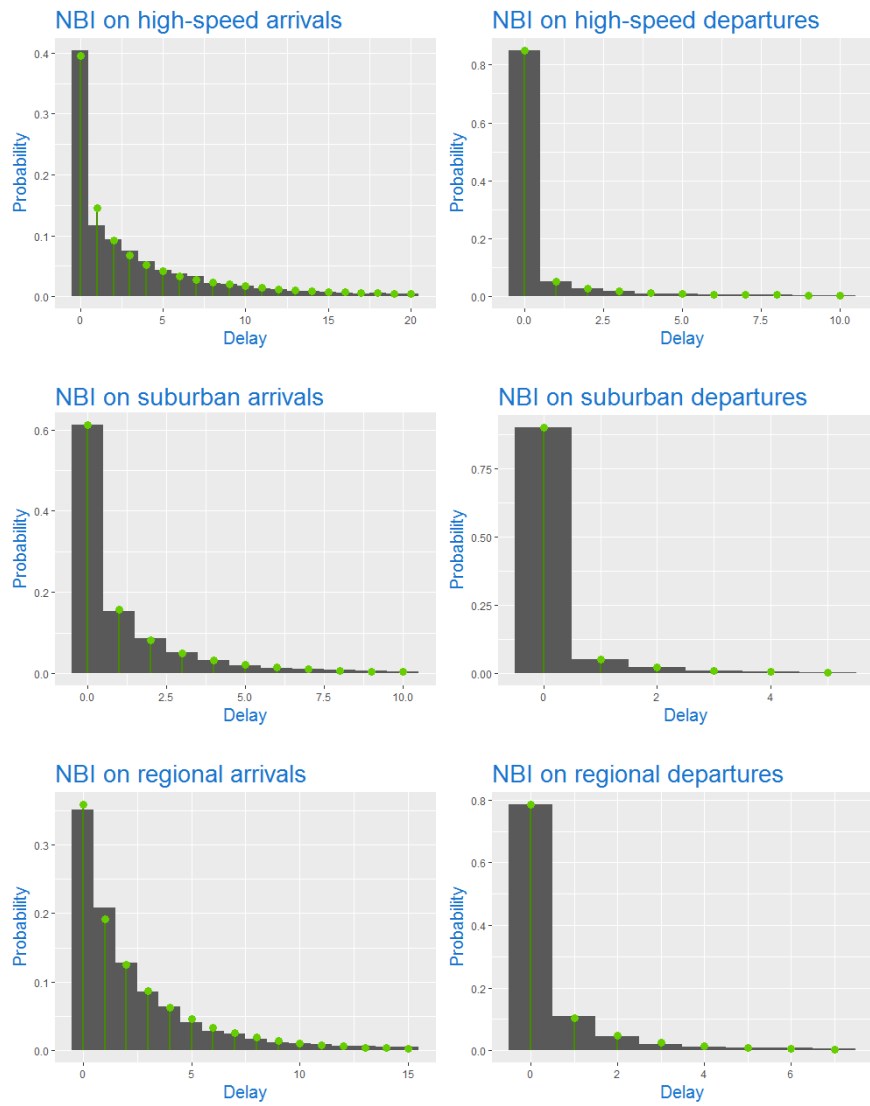 NBI on high-speed arrivals
Probability
0.4
0.3
0.2
0.1
0.0
0 5 10 15 20
Delay
NBI on high-speed departures
Probability
0.8
0.6
0.4
0.2
0.0
0.0 2.5 5.0 7.5 10.0
Delay
NBI on suburban arrivals
Probability
0.6
0.4
0.2
0.0
0.0 2.5 5.0 7.5 10.0
Delay
NBI on suburban departures
Probability
0.75
0.50
0.25
0.00
0 2 4
Delay
NBI on regional arrivals
Probability
0.3
0.2
0.1
0.0
0 5 10 15
Delay
NBI on regional departures
Probability
0.8
0.6
0.4
0.2
0.0
0 2 4 6
Delay